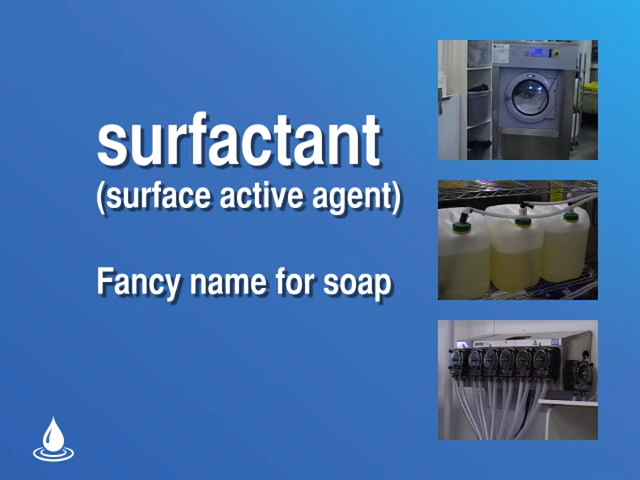 surfactant
(surface active agent)
Fancy name for soap